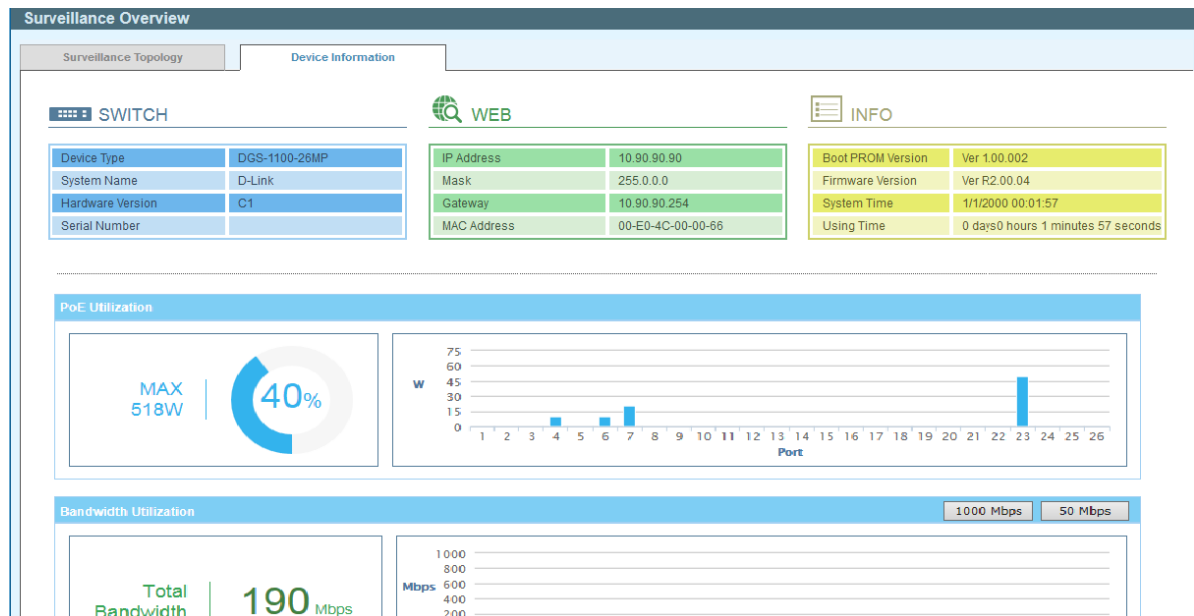 Surveillance Overview
Surveillance Topology
Device Information
SWITCH
Device Type DGS-1100-26MP
System Name D-Link
Hardware Version C1
Serial Number
WEB
IP Address 10.90.90.90
Mask 255.0.0.0
Gateway 10.90.90.254
MAC Address 00-E0-4C-00-00-66
INFO
Boot PROM Version Ver 1.00.002
Firmware Version Ver R2.00.04
System Time 1/1/2000 00:01:57
Using Time 0 days0 hours 1 minutes 57 seconds
PoE Utilization
MAX
518W
40%
W
75
60
45
30
15
0
1 2 3 4 5 6 7 8 9 10 11 12 13 14 15 16 17 18 19 20 21 22 23 24 25 26
Port
Bandwidth Utilization
1000 Mbps
50 Mbps
Total
Bandwidth
190 Mbps
Mbps
1000
800
600
400
200